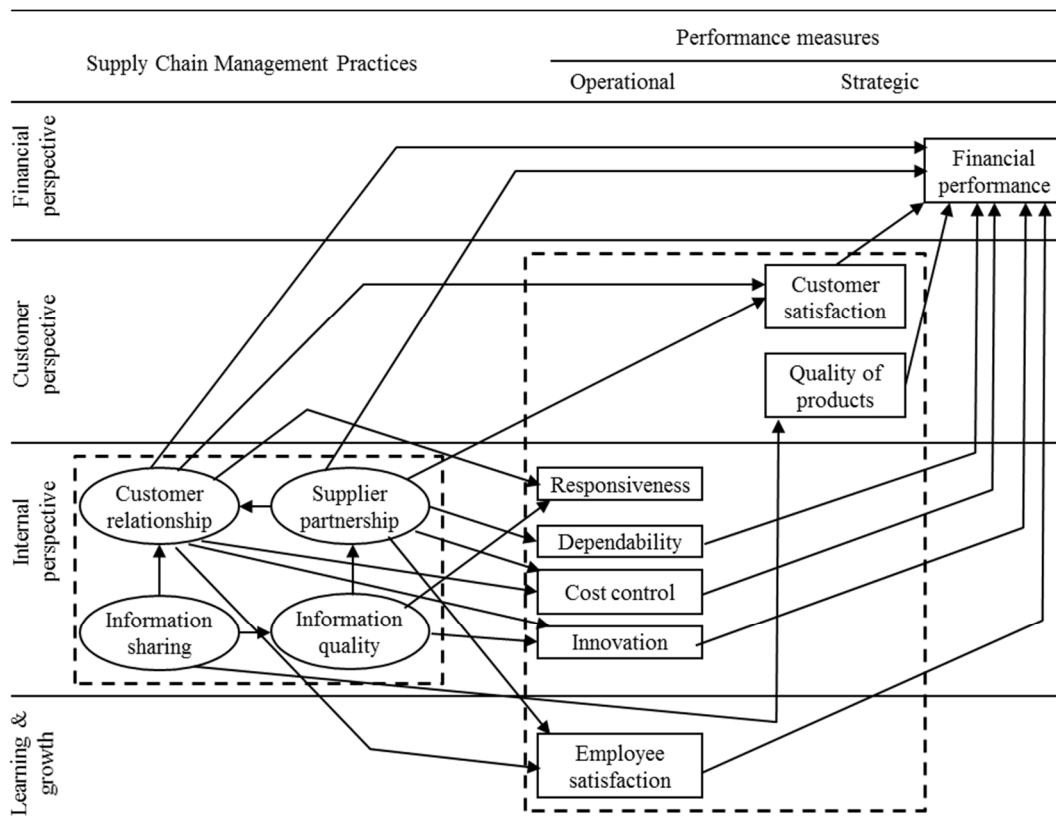 Supply Chain Management Practices
Performance measures
Operational
Strategic
Financial
perspective
Financial
performance
Customer
perspective
Customer
satisfaction
Quality of
products
Internal
perspective
Customer
relationship
Supplier
partnership
Responsiveness
Dependability
Cost control
Information
sharing
Information
quality
Innovation
Learning &
growth
Employee
satisfaction